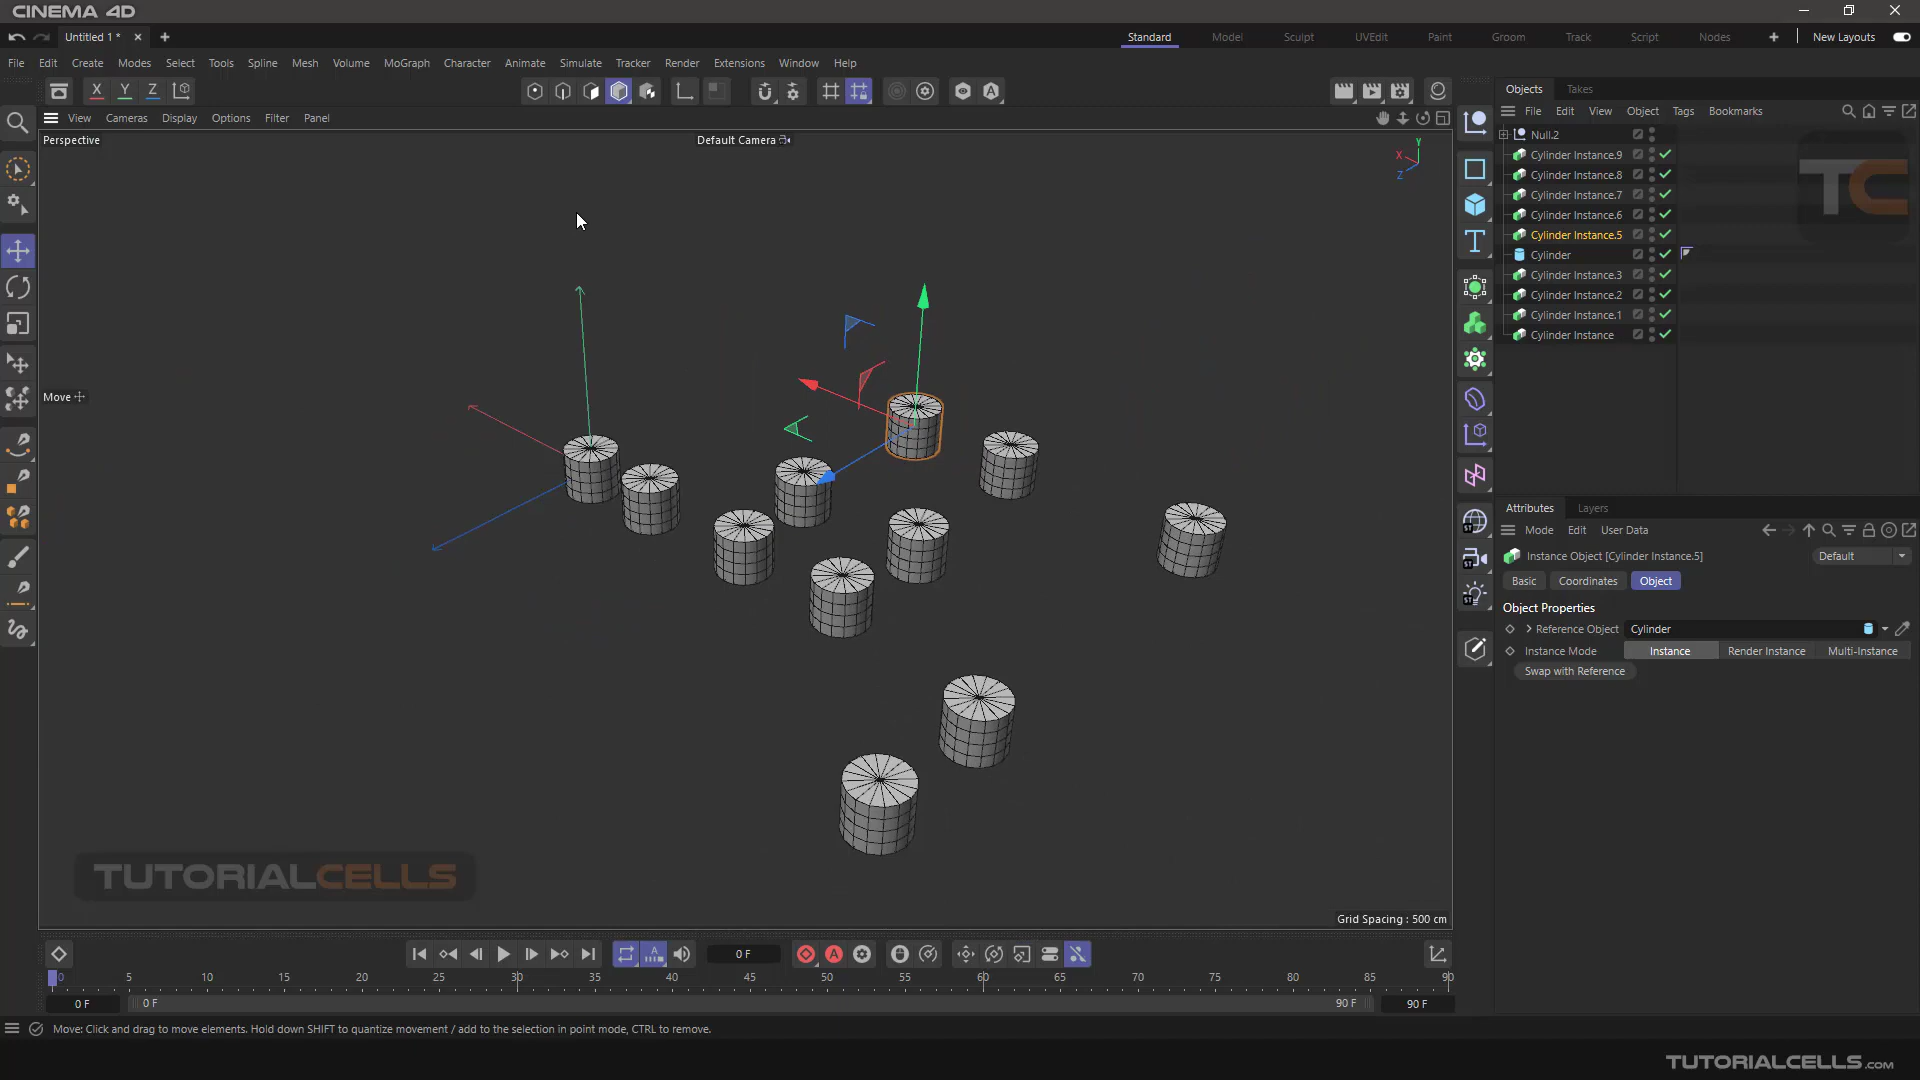 CINEMA 4D
Untitled 1 *
Standard Model Sculpt UVEdit Paint Groom Track Script Nodes New Layouts
File Edit Create Modes Select Tools Spline Mesh Volume MoGraph Character Animate Simulate Tracker Render Extensions Window Help
X Y Z
A
Objects Takes
File Edit View Object Tags Bookmarks
View Cameras Display Options Filter Panel
Perspective
Default Camera
Y
X
Z
Move
TC
Null.2
Cylinder Instance.9
Cylinder Instance.8
Cylinder Instance.7
Cylinder Instance.6
Cylinder Instance.5
Cylinder
Cylinder Instance.3
Cylinder Instance.2
Cylinder Instance.1
Cylinder Instance
ST
ST
ST
Attributes Layers
Mode Edit User Data
Instance Object [Cylinder Instance.5]
Default
Basic Coordinates Object
Object Properties
Reference Object Cylinder
Instance Mode Instance Render Instance Multi-Instance
Swap with Reference
TUTORIALCELLS
Grid Spacing : 500 cm
A
0 F
A
0 5 10 15 20 25 30 35 40 45 50 55 60 65 70 75 80 85 90
0 F 0 F 90 F 90 F
Move: Click and drag to move elements. Hold down SHIFT to quantize movement / add to the selection in point mode, CTRL to remove.
TUTORIALCELLS.com